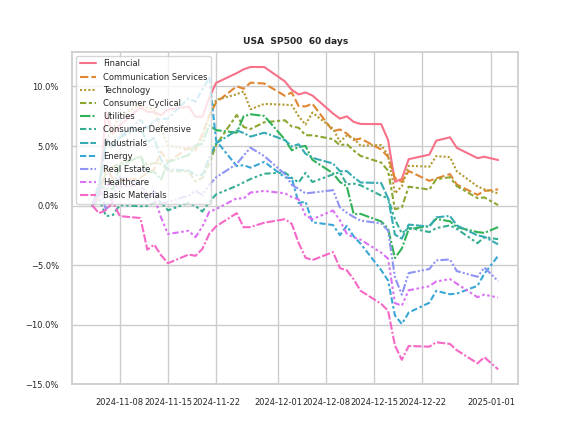 USA  SP500  60 days
Financial
Communication Services
Technology
Consumer Cyclical
Utilities
Consumer Defensive
Industrials
Energy
Real Estate
Healthcare
Basic Materials
10.0%
5.0%
0.0%
−5.0%
−10.0%
−15.0%
2024-11-08 2024-11-15 2024-11-22 2024-12-01 2024-12-08 2024-12-15 2024-12-22 2025-01-01